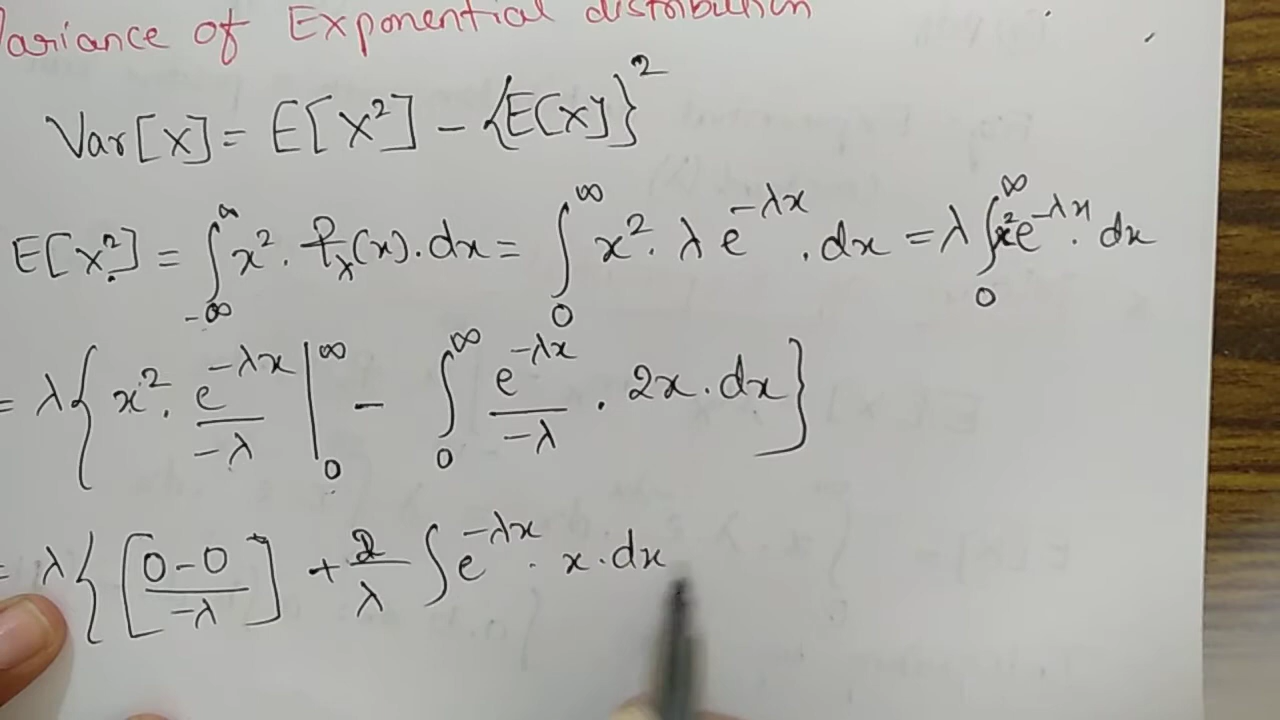 Variance of Exponential distribution
Var[X] = E[X²] - {E[X]}²
E[X²] = ∫_{-∞}^{∞} x². f_x(x). dx = ∫_0^∞ x². λ e^{-λx}. dx = λ ∫_0^∞ x² e^{-λx}. dx
= λ { x². e^{-λx}/-λ |_0^∞ - ∫_0^∞ e^{-λx}/-λ . 2x. dx }
= λ { [0-0/-λ] + 2/λ ∫ e^{-λx}. x. dx